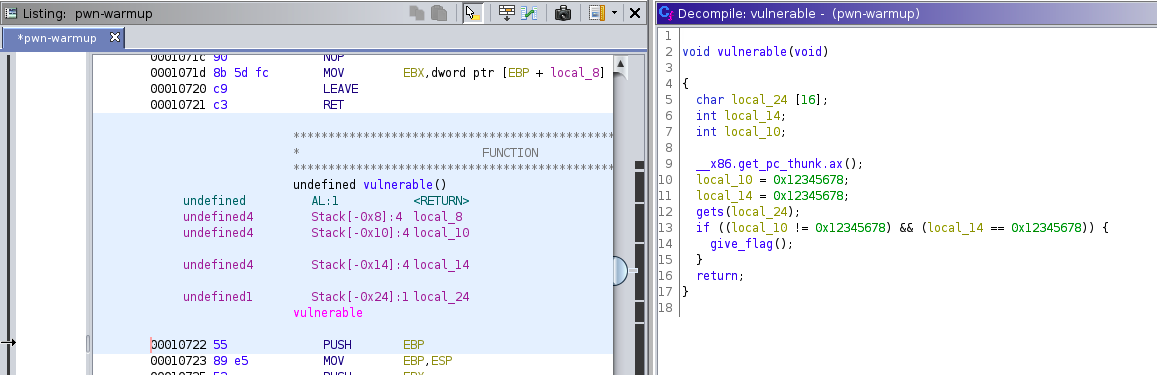 Listing: pwn-warmup
*pwn-warmup
0001071c 90 NOP
0001071d 8b 5d fc MOV EBX,dword ptr [EBP + local_8]
00010720 c9 LEAVE
00010721 c3 RET
**********************************************
* FUNCTION
**********************************************
undefined vulnerable()
undefined AL:1 <RETURN>
undefined4 Stack[-0x8]:4 local_8
undefined4 Stack[-0x10]:4 local_10
undefined4 Stack[-0x14]:4 local_14
undefined1 Stack[-0x24]:1 local_24
vulnerable
00010722 55 PUSH EBP
00010723 89 e5 MOV EBP,ESP
00010725 53 PUSH EBX
Decompile: vulnerable - (pwn-warmup)
1
2 void vulnerable(void)
3
4 {
5 char local_24 [16];
6 int local_14;
7 int local_10;
8
9 __x86.get_pc_thunk.ax();
10 local_10 = 0x12345678;
11 local_14 = 0x12345678;
12 gets(local_24);
13 if ((local_10 != 0x12345678) && (local_14 == 0x12345678)) {
14 give_flag();
15 }
16 return;
17 }
18